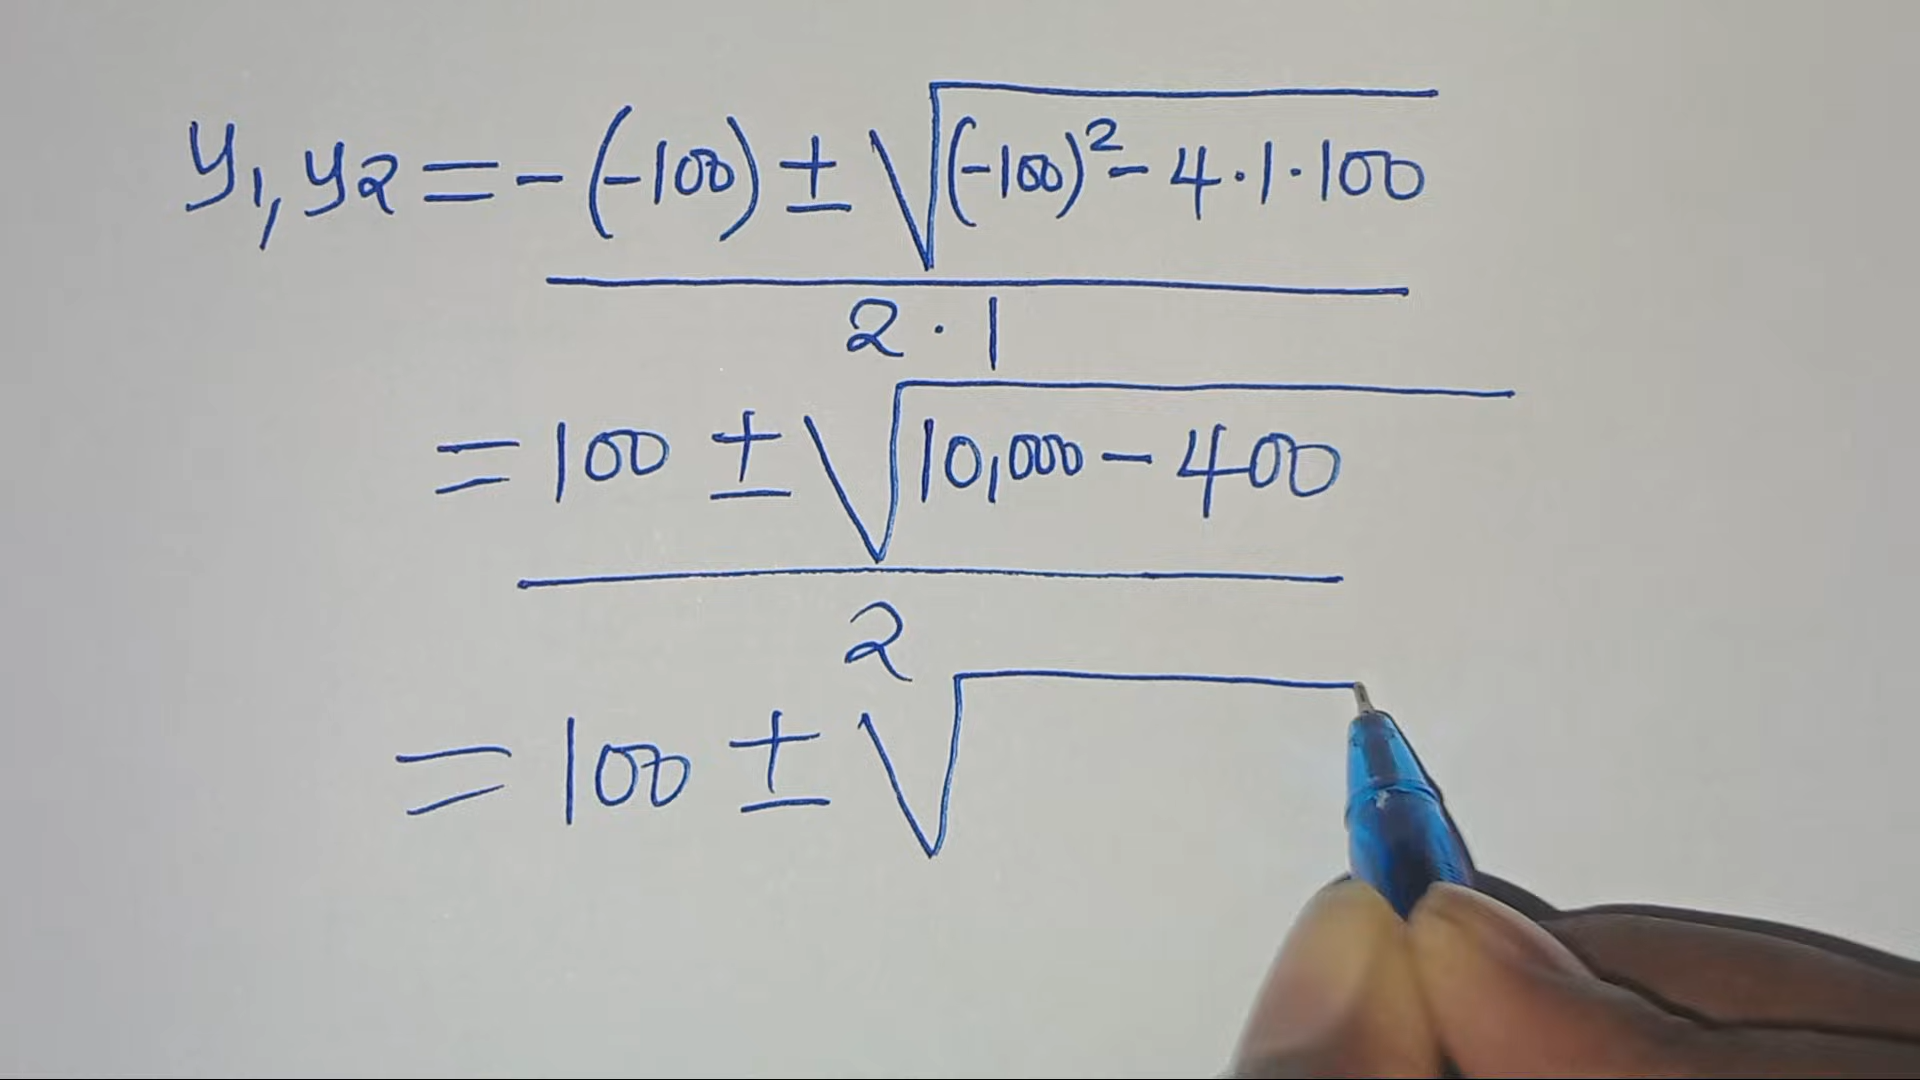 y₁, y₂ = -(-100) ± √(-100)² - 4·1·100
2·1
= 100 ± √10,000 - 400
2
= 100 ± √